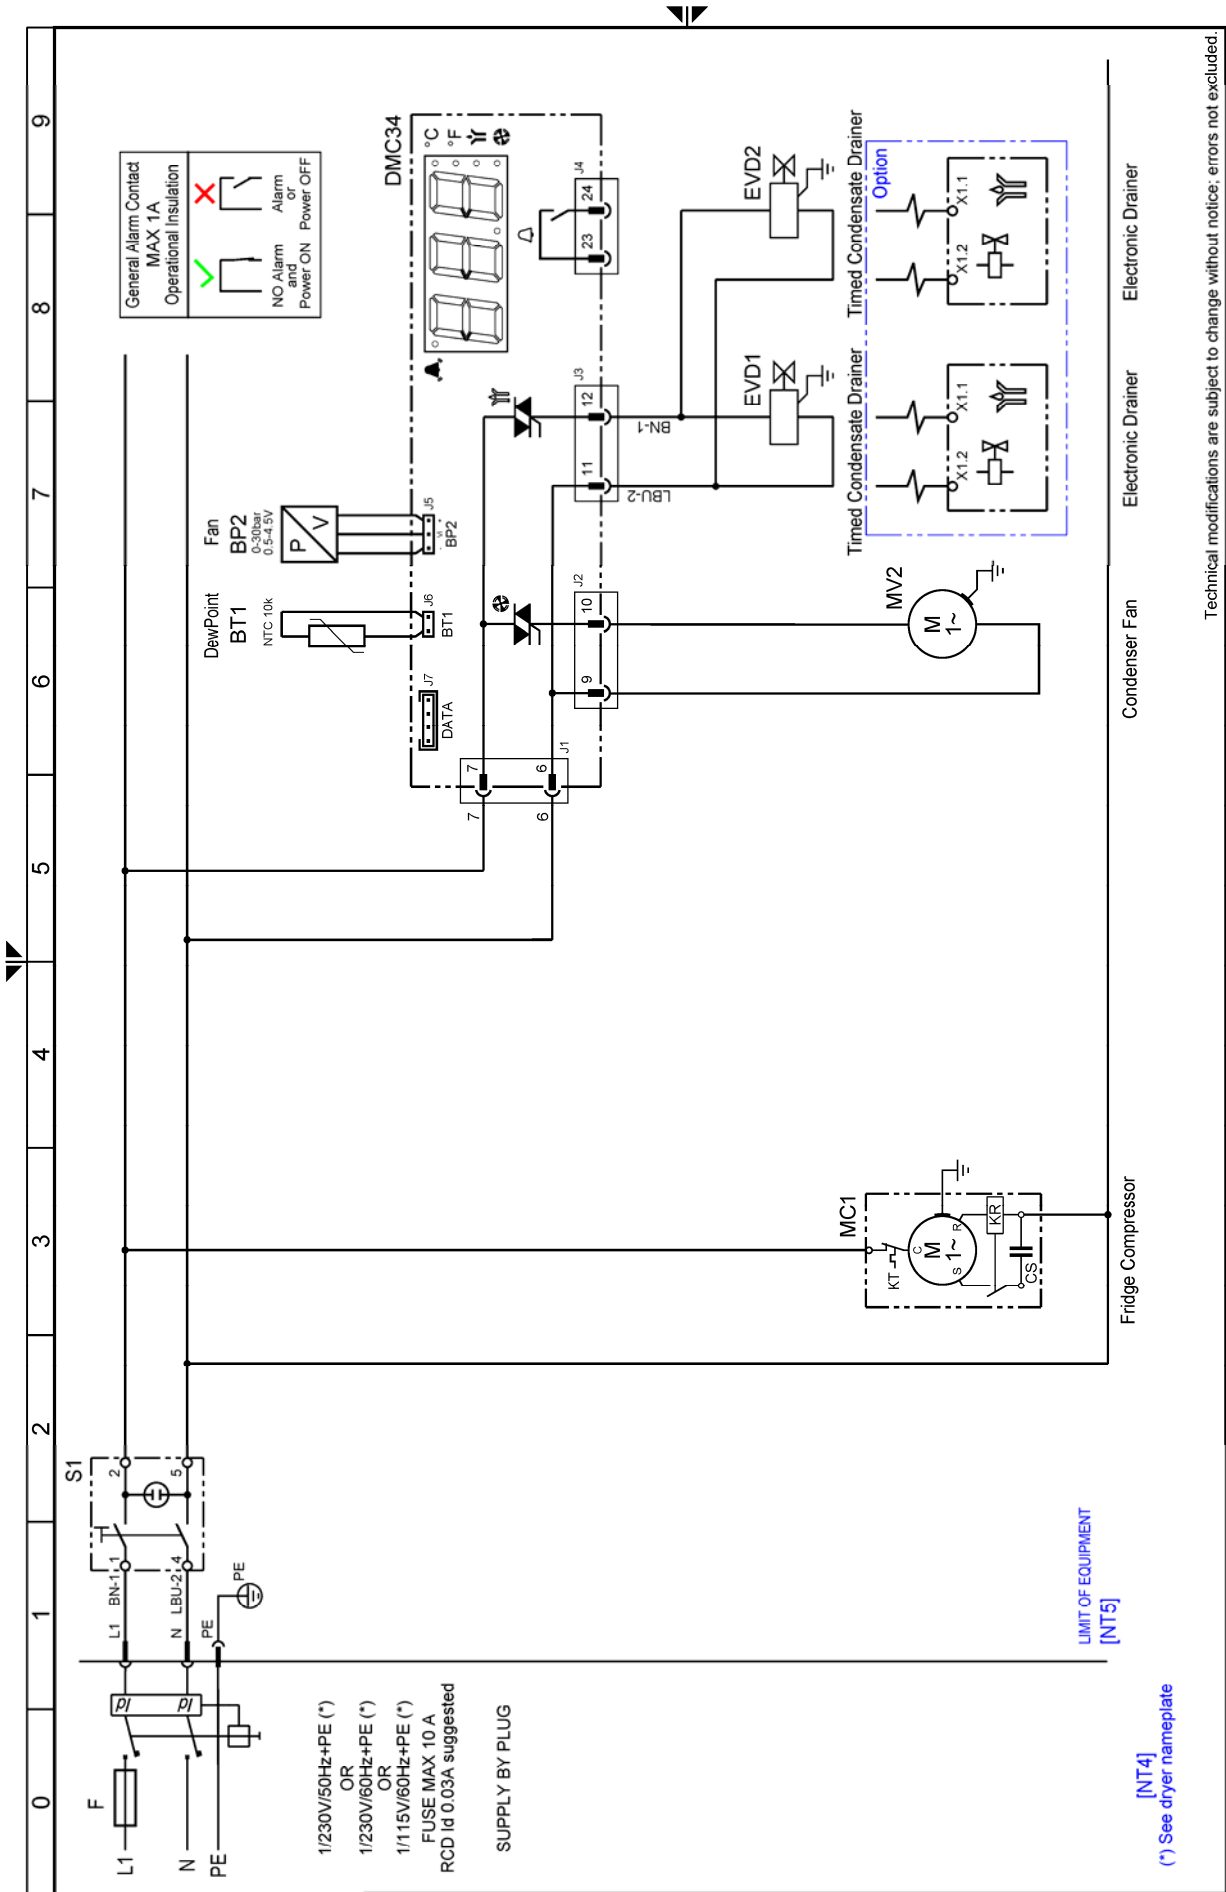 0
1
2
3
4
5
6
7
8
9
F
L1
N
PE
Id
Id
L1
N
PE
BN-1
LBU-2
PE
S1
1
2
4
5
1/230V/50Hz+PE (*)
OR
1/230V/60Hz+PE (*)
OR
1/115V/60Hz+PE (*)
FUSE MAX 10 A
RCD Id 0.03A suggested
SUPPLY BY PLUG
LIMIT OF EQUIPMENT
[NT5]
[NT4]
(*) See dryer nameplate
MC1
KT
C
M
1~
S
R
KR
CS
Fridge Compressor
7
6
7
6
J1
DewPoint
BT1
NTC 10k
Fan
BP2
0-30bar
0.5-4.5V
P
V
J7
DATA
J6
BT1
J5
BP2
DMC34
°C
°F
9
10
J2
11
12
J3
23
24
J4
LBU-2
BN-1
MV2
M
1~
Condenser Fan
EVD1
Timed Condensate Drainer
EVD2
Timed Condensate Drainer
Option
X1.2
X1.1
X1.2
X1.1
Electronic Drainer
Electronic Drainer
General Alarm Contact
MAX 1A
Operational Insulation
NO Alarm
and
Power ON
Alarm
or
Power OFF
Technical modifications are subject to change without notice; errors not excluded.